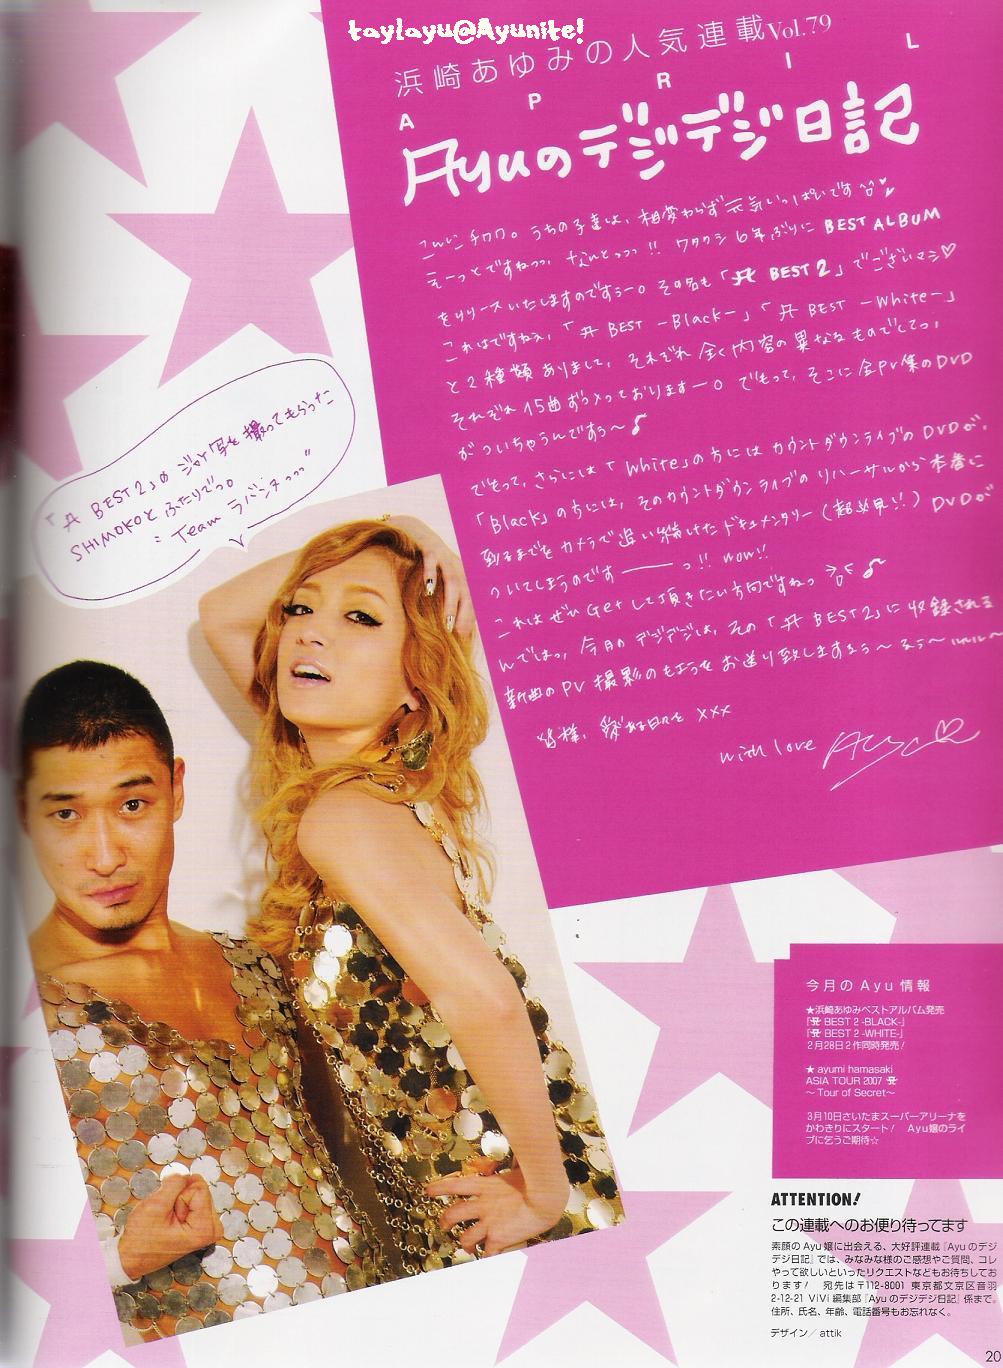 taylayu@Ayunite!
浜崎あゆみの人気連載Vol.79
APRIL
Ayuのデジデジ日記
こんにチワワ。うちの子達は、相変わらず元気いっぱいです
えーっとですねっっ、なんとっっっ!! ワタクシ6年ぶりに BEST ALBUM
をリリースいたしますのですぅー。その名も「A BEST 2」でございマシ♡
これはですねぇ、「A BEST -Black-」「A BEST -White-」
と2種類ありまして、それぞれ全く内容の異なるものでしてっ、
それぞれ15曲ずつ入っておりますー。でもって、そこに全PV集のDVD
がついちゃうんですぅ〜♪
でもって、さらには「White」の方にはカウントダウンライブのDVDが、
「Black」の方には、そのカウントダウンライブのリハーサルから本番に
到るまでをカメラで追い続けたドキュメンタリー(超必見!!)DVDが
ついてしまうのです――っ!! wow!!
これはぜひGetして頂きたい方向ですねっ ♪
んではっ、今月のデジデジは、その「A BEST 2」に収録される
新曲のPV撮影のもようをお送り致しまするぅ〜
皆様、愛ある日々を xxx
with love Ayu♡
「A BEST 2」のジャケ写を撮ってもらった
SHIMOKOとふたりでっ。
"Team ラバンヌっっっ"
今月のAyu情報
★浜崎あゆみベストアルバム発売
『A BEST 2 -BLACK-』
『A BEST 2 -WHITE-』
2月28日2作同時発売!
★ ayumi hamasaki
ASIA TOUR 2007 A
〜 Tour of Secret〜
3月10日さいたまスーパーアリーナを
かわきりにスタート! Ayu嬢のライ
ブに乞うご期待☆
ATTENTION!
この連載へのお便り待ってます
素顔のAyu嬢に出会える、大好評連載『Ayuのデジ
デジ日記』では、みなみな様のご感想やご質問、コレ
やって欲しいといったリクエストなどもお待ちしてお
ります! 宛先は〒112-8001 東京都文京区音羽
2-12-21 ViVi編集部『Ayuのデジデジ日記』係まで。
住所、氏名、年齢、電話番号もお忘れなく。
デザイン/attik
20